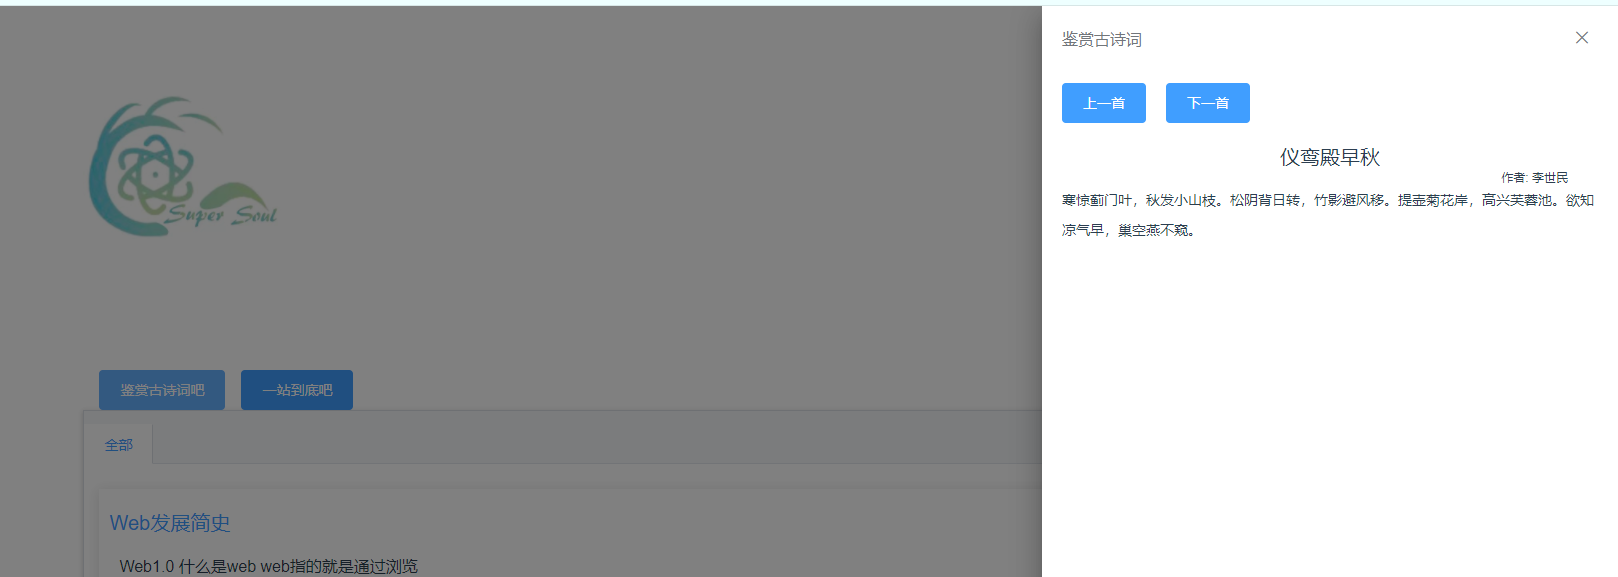 鉴赏古诗词
上一首
下一首
仪鸾殿早秋
作者: 李世民
寒惊蓟门叶，秋发小山枝。松阴背日转，竹影避风移。提壶菊花岸，高兴芙蓉池。欲知
凉气早，巢空燕不窥。
Super Soul
鉴赏古诗词吧
一站到底吧
全部
Web发展简史
Web1.0 什么是web web指的就是通过浏览